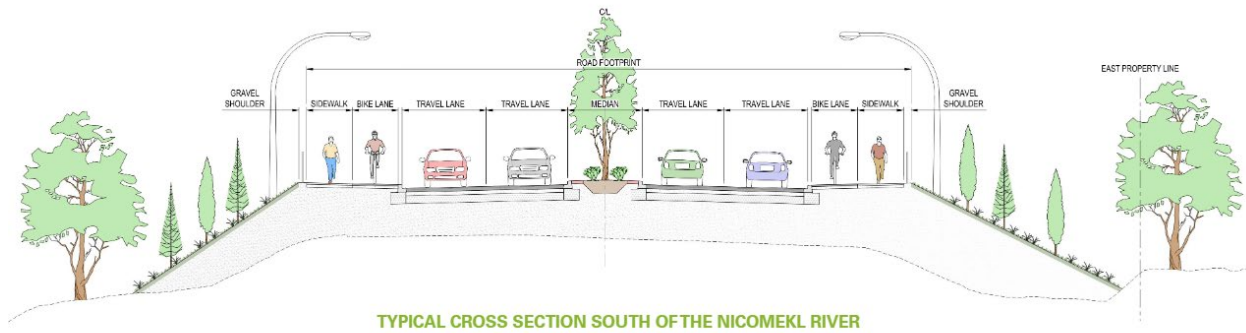 C/L
ROAD FOOTPRINT
EAST PROPERTY LINE
GRAVEL
SHOULDER
SIDEWALK
BIKE LANE
TRAVEL LANE
TRAVEL LANE
MEDIAN
TRAVEL LANE
TRAVEL LANE
BIKE LANE
SIDEWALK
GRAVEL
SHOULDER
TYPICAL CROSS SECTION SOUTH OF THE NICOMEKL RIVER